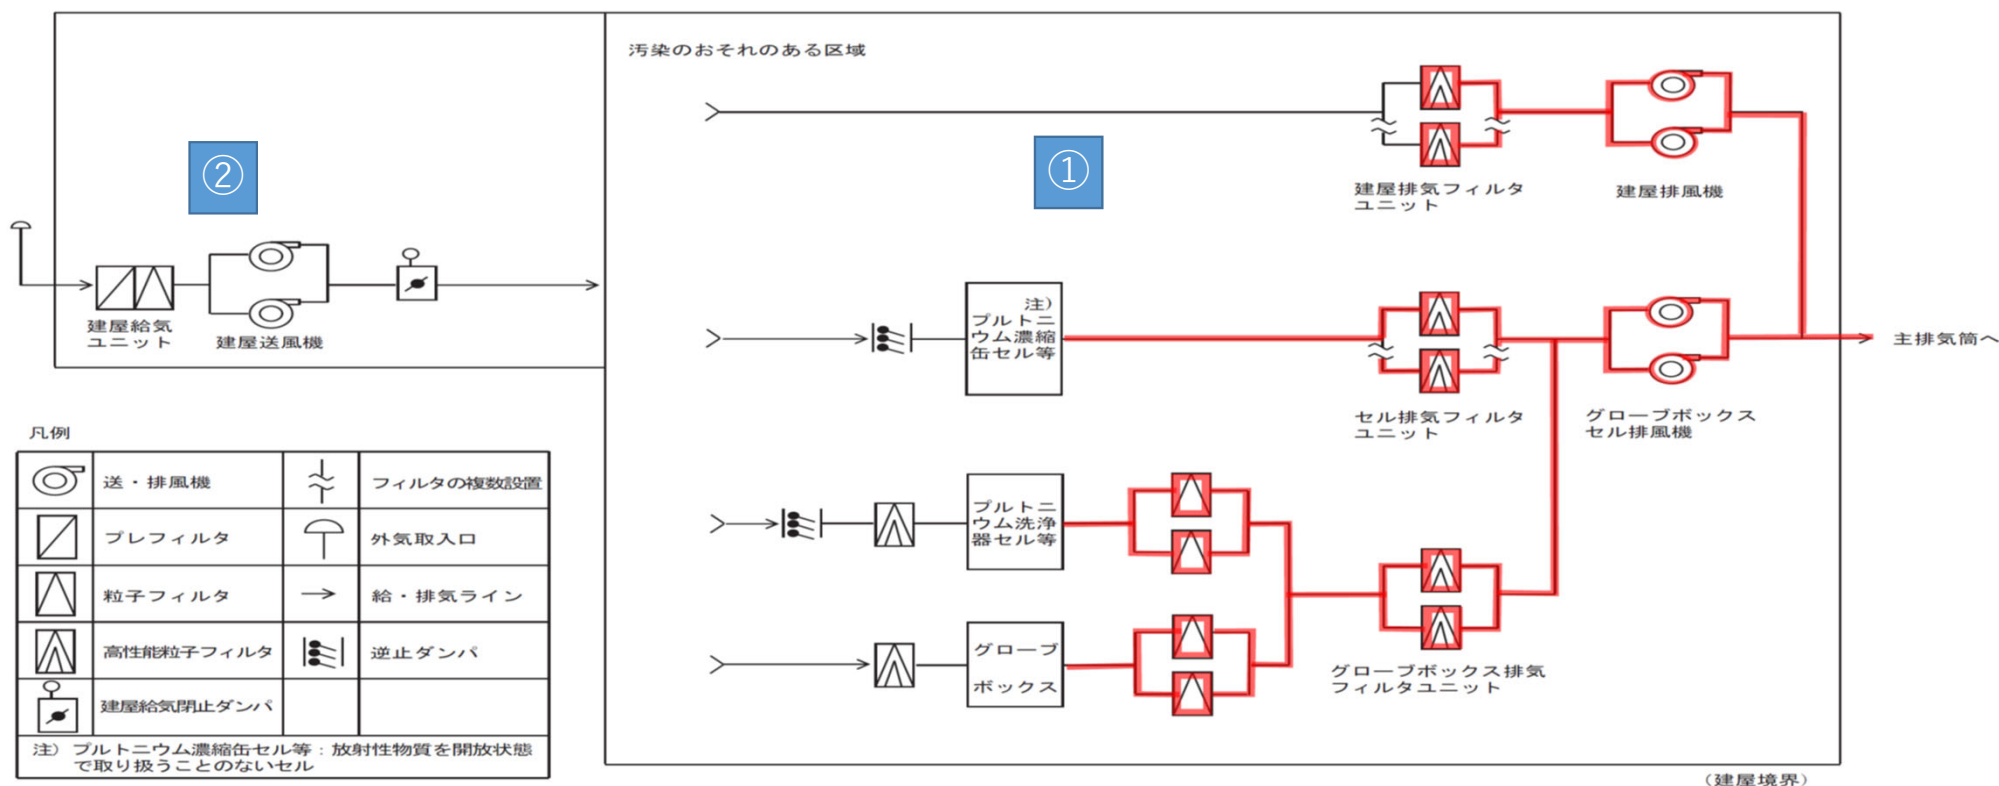 汚染のおそれのある区域
②
①
建屋排気フィルタ
ユニット
建屋排風機
建屋給気
ユニット
建屋送風機
注)
プルトニ
ウム濃縮
缶セル等
主排気筒へ
セル排気フィルタ
ユニット
グローブボックス
セル排風機
プルトニ
ウム洗浄
器セル等
グローブ
ボックス
グローブボックス排気
フィルタユニット
凡例
送・排風機
フィルタの複数設置
プレフィルタ
外気取入口
粒子フィルタ
給・排気ライン
高性能粒子フィルタ
逆止ダンパ
建屋給気閉止ダンパ
注) プルトニウム濃縮缶セル等:放射性物質を開放状態
で取り扱うことのないセル
(建屋境界)